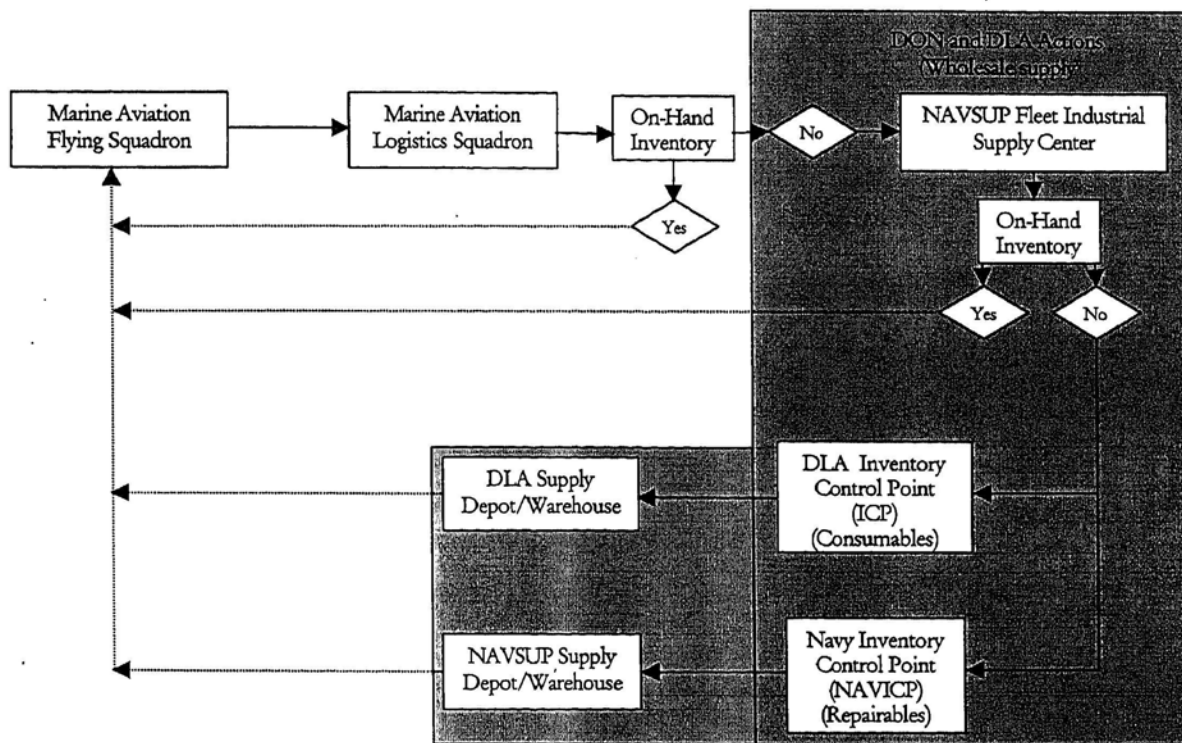 DON and DLA Actions
(Wholesale supply)
Marine Aviation
Flying Squadron
Marine Aviation
Logistics Squadron
On-Hand
Inventory
No
NAVSUP Fleet Industrial
Supply Center
Yes
On-Hand
Inventory
Yes
No
DLA Supply
Depot/Warehouse
DLA Inventory
Control Point
(ICP)
(Consumables)
NAVSUP Supply
Depot/Warehouse
Navy Inventory
Control Point
(NAVICP)
(Repairables)